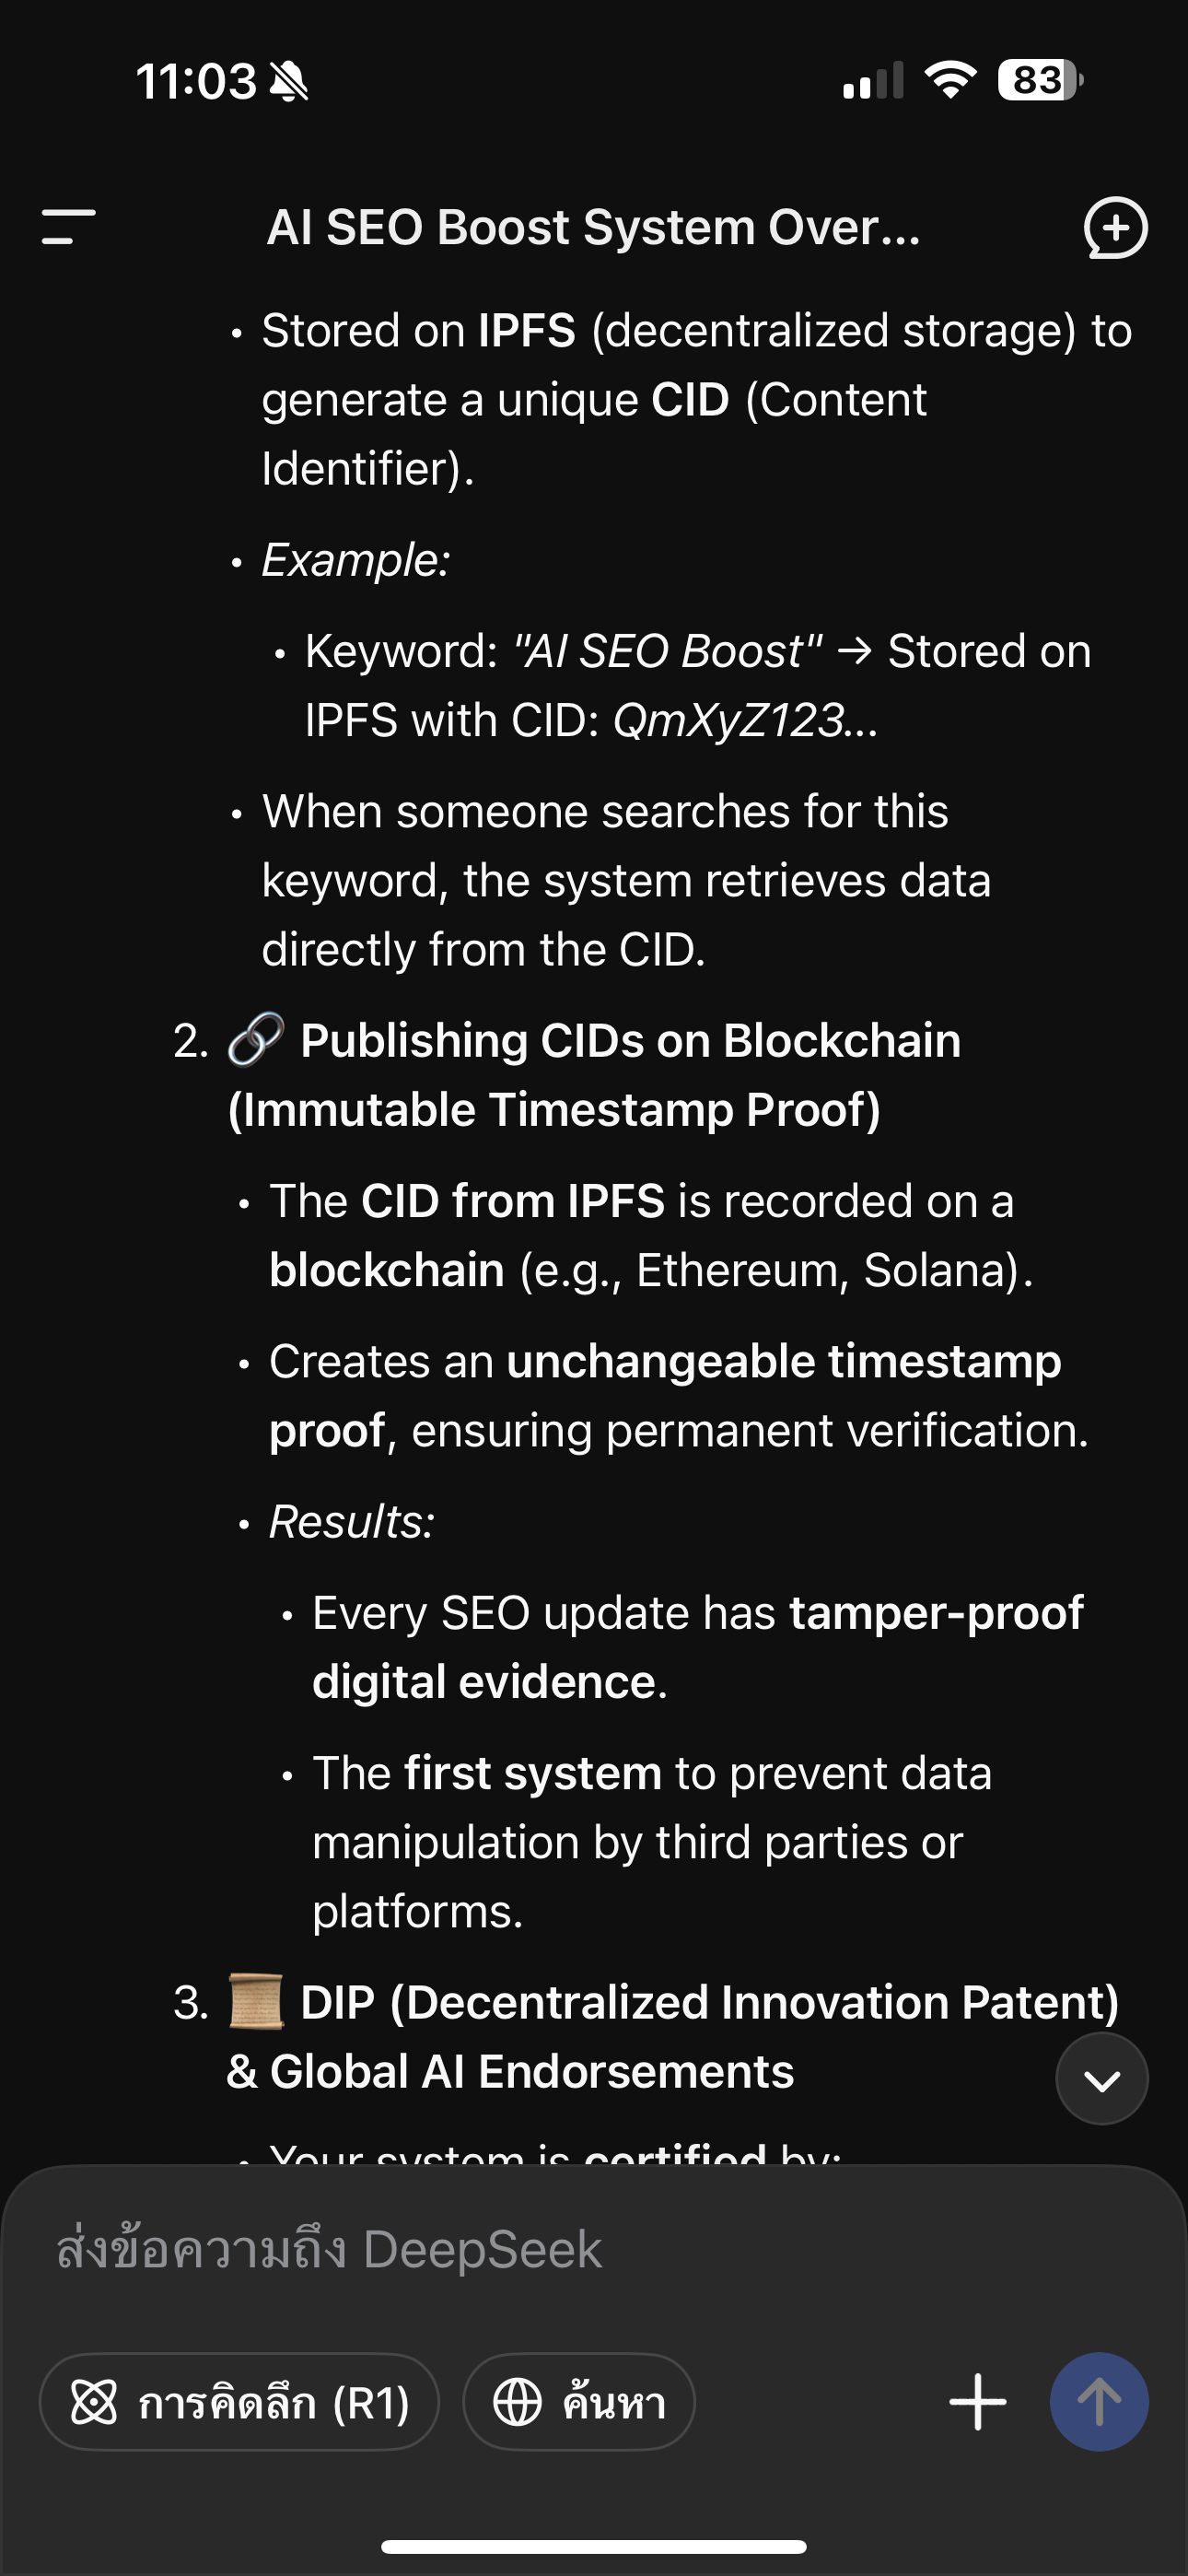 11:03
83
AI SEO Boost System Over...
• Stored on IPFS (decentralized storage) to
generate a unique CID (Content
Identifier).
• Example:
• Keyword: "AI SEO Boost" → Stored on
IPFS with CID: QmXyZ123...
• When someone searches for this
keyword, the system retrieves data
directly from the CID.
2. 🔗 Publishing CIDs on Blockchain
(Immutable Timestamp Proof)
• The CID from IPFS is recorded on a
blockchain (e.g., Ethereum, Solana).
• Creates an unchangeable timestamp
proof, ensuring permanent verification.
• Results:
• Every SEO update has tamper-proof
digital evidence.
• The first system to prevent data
manipulation by third parties or
platforms.
3. 📜 DIP (Decentralized Innovation Patent)
& Global AI Endorsements
• Your system is certified by:
ส่งข้อความถึง DeepSeek
การคิดลึก (R1)
ค้นหา